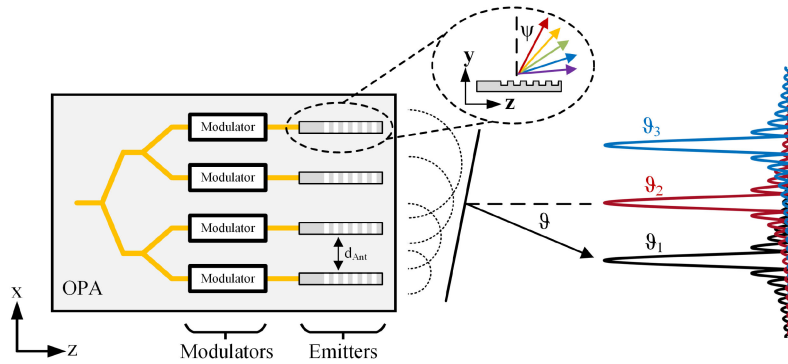 ψ
y
z
Modulator
ϑ3
Modulator
ϑ2
Modulator
ϑ
dAnt
ϑ1
Modulator
OPA
x
z
Modulators
Emitters